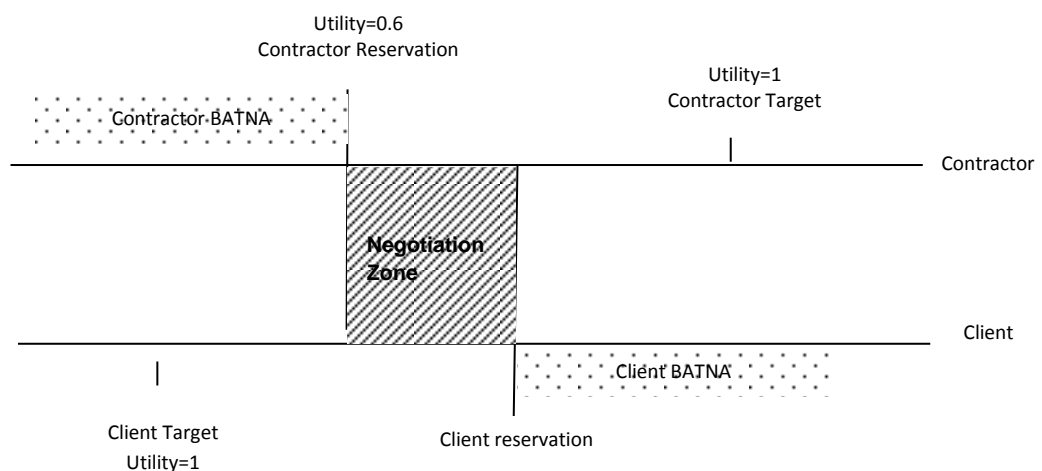 Utility=0.6
Contractor Reservation
Utility=1
Contractor Target
Contractor BATNA
Contractor
Negotiation
Zone
Client
Client BATNA
Client Target
Utility=1
Client reservation